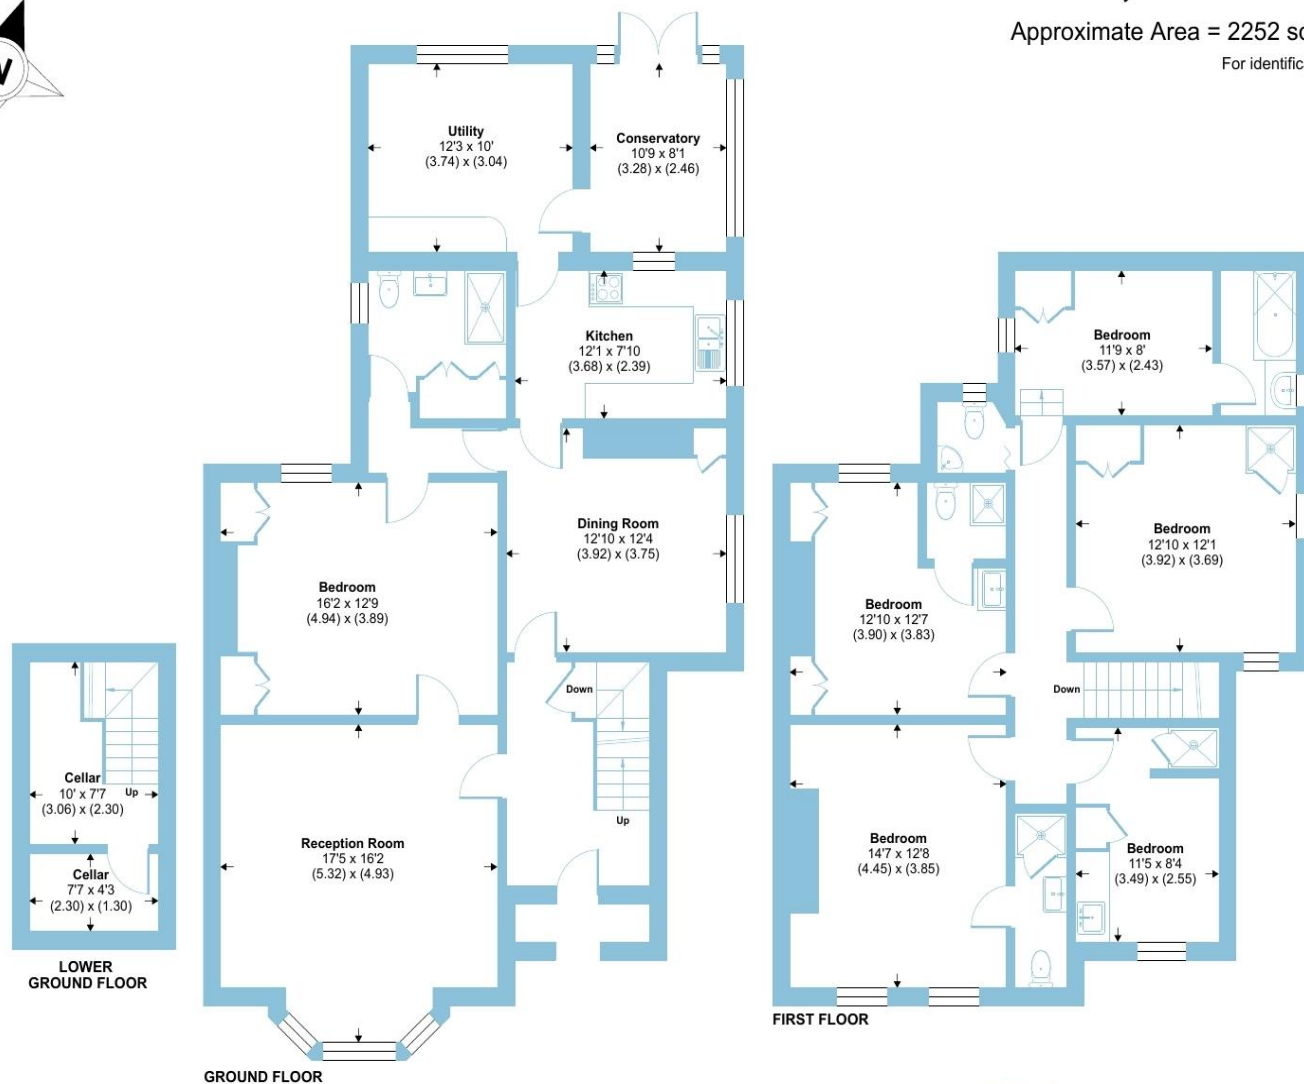 Approximate Area = 2252
For
Utility
12'3 x 10'
(3.74) x (3.04)
Conservatory
10'9 x 8'1
(3.28) x (2.46)
Kitchen
12'1 x 7'10
(3.68) x (2.39)
Dining Room
12'10 x 12'4
(3.92) x (3.75)
Bedroom
16'2 x 12'9
(4.94) x (3.89)
Down
Up
Reception Room
17'5 x 16'2
(5.32) x (4.93)
GROUND FLOOR
Cellar
10' x 7'7
(3.06) x (2.30)
Up
Cellar
7'7 x 4'3
(2.30) x (1.30)
LOWER
GROUND FLOOR
Bedroom
11'9 x 8'
(3.57) x (2.43)
Bedroom
12'10 x 12'1
(3.92) x (3.69)
Bedroom
12'10 x 12'7
(3.90) x (3.83)
Down
Bedroom
14'7 x 12'8
(4.45) x (3.85)
Bedroom
11'5 x 8'4
(3.49) x (2.55)
FIRST FLOOR